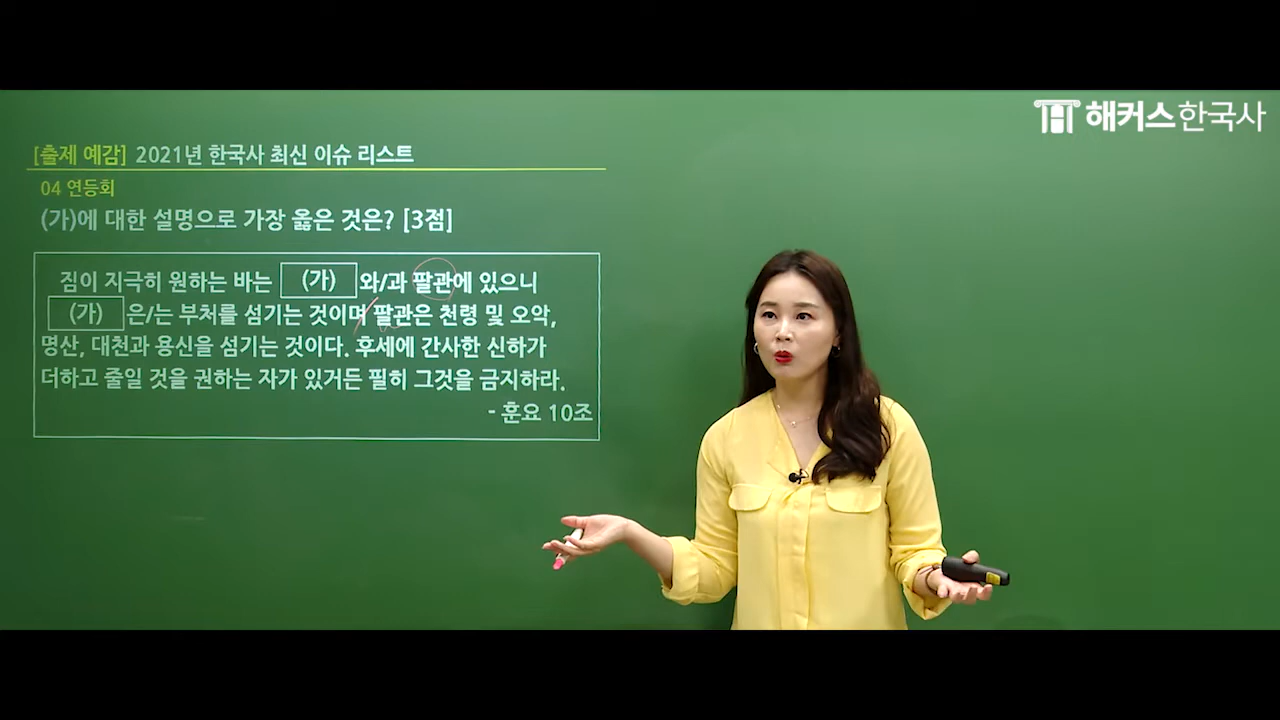 해커스한국사
[출제 예감] 2021년 한국사 최신 이슈 리스트
04 연등회
(가)에 대한 설명으로 가장 옳은 것은? [3점]
짐이 지극히 원하는 바는 (가) 와/과 팔관에 있으니
(가) 은/는 부처를 섬기는 것이며 팔관은 천령 및 오악,
명산, 대천과 용신을 섬기는 것이다. 후세에 간사한 신하가
더하고 줄일 것을 권하는 자가 있거든 필히 그것을 금지하라.
- 훈요 10조